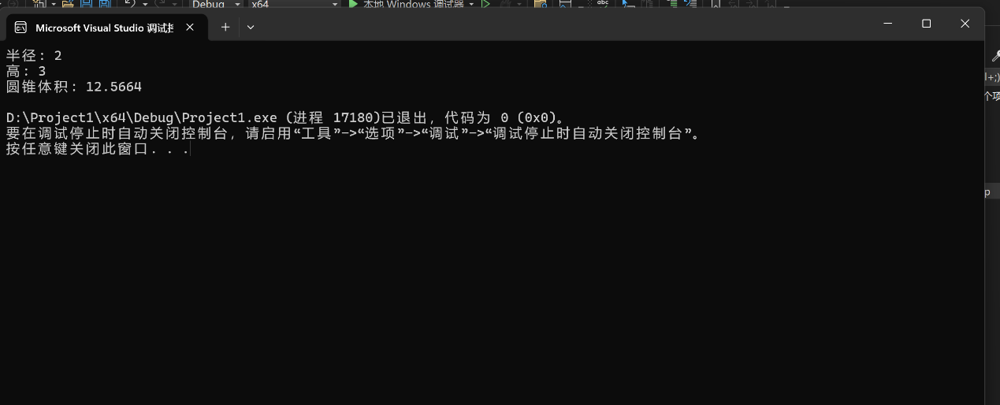 Debug x64 本地 Windows 调试器
Microsoft Visual Studio 调试
半径: 2
高: 3
圆锥体积: 12.5664
D:\Project1\x64\Debug\Project1.exe (进程 17180)已退出，代码为 0 (0x0)。
要在调试停止时自动关闭控制台，请启用“工具”->“选项”->“调试”->“调试停止时自动关闭控制台”。
按任意键关闭此窗口. . .